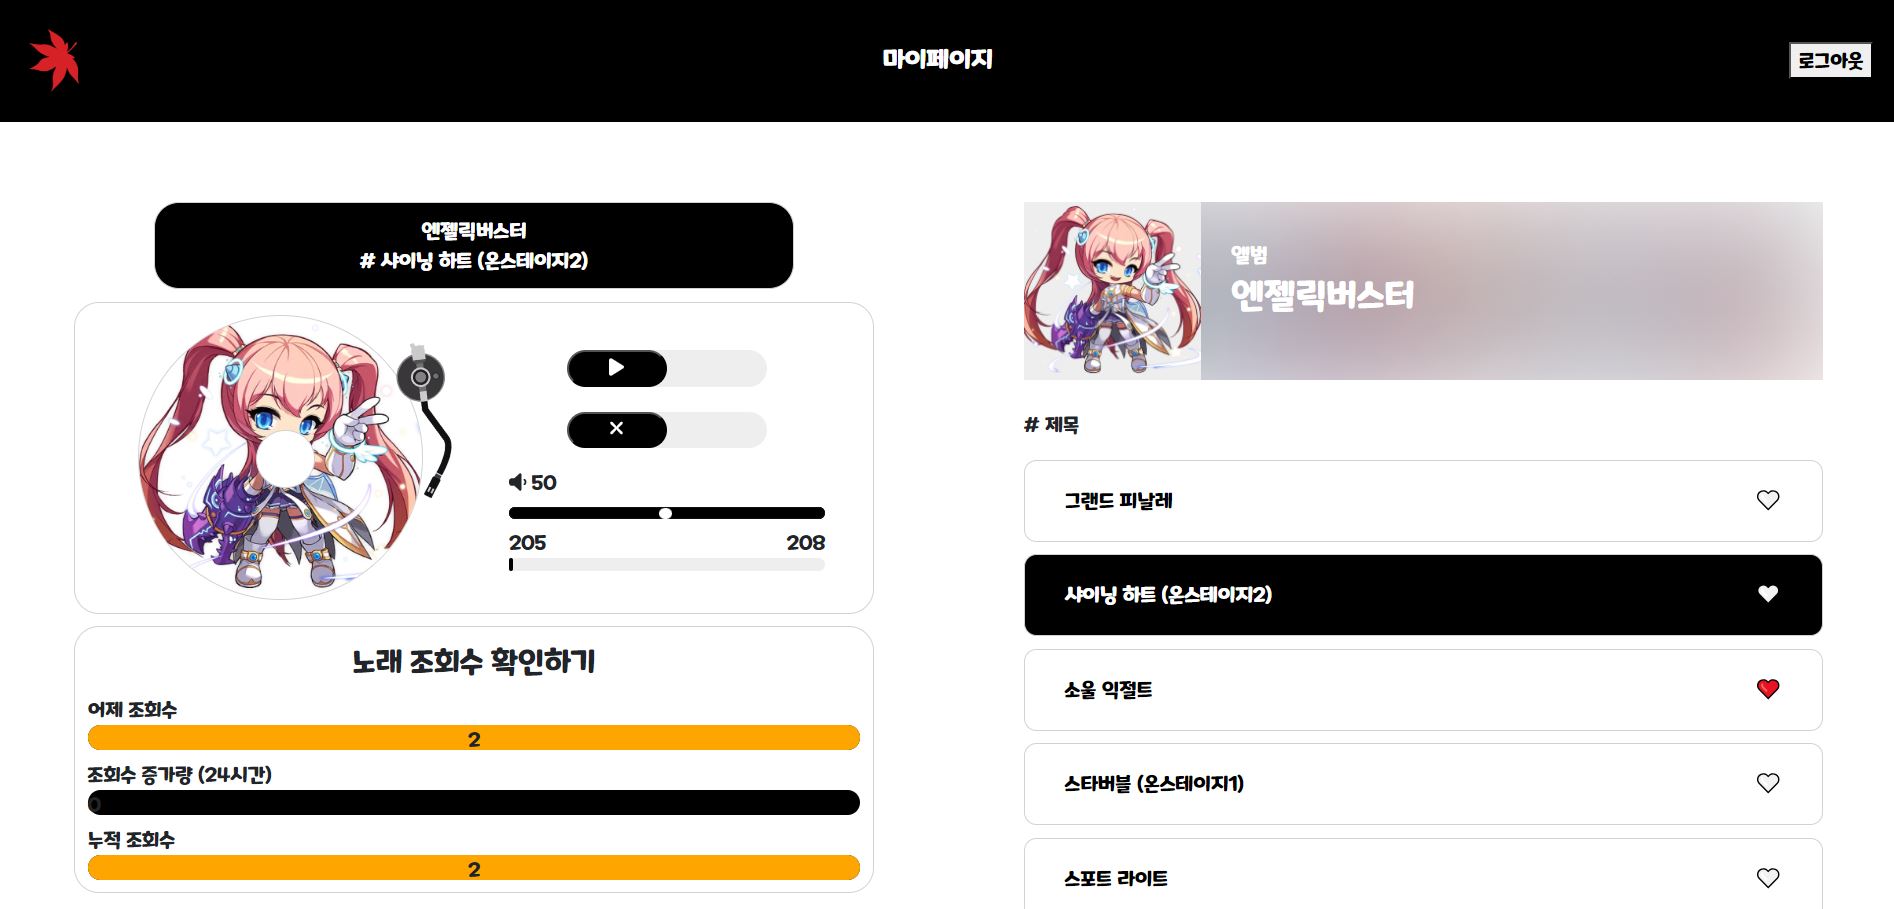 마이페이지
로그아웃
엔젤릭버스터
# 샤이닝 하트 (온스테이지2)
50
205
208
노래 조회수 확인하기
어제 조회수
2
조회수 증가량 (24시간)
0
누적 조회수
2
앨범
엔젤릭버스터
# 제목
그랜드 피날레
샤이닝 하트 (온스테이지2)
소울 익절트
스타버블 (온스테이지1)
스포트 라이트